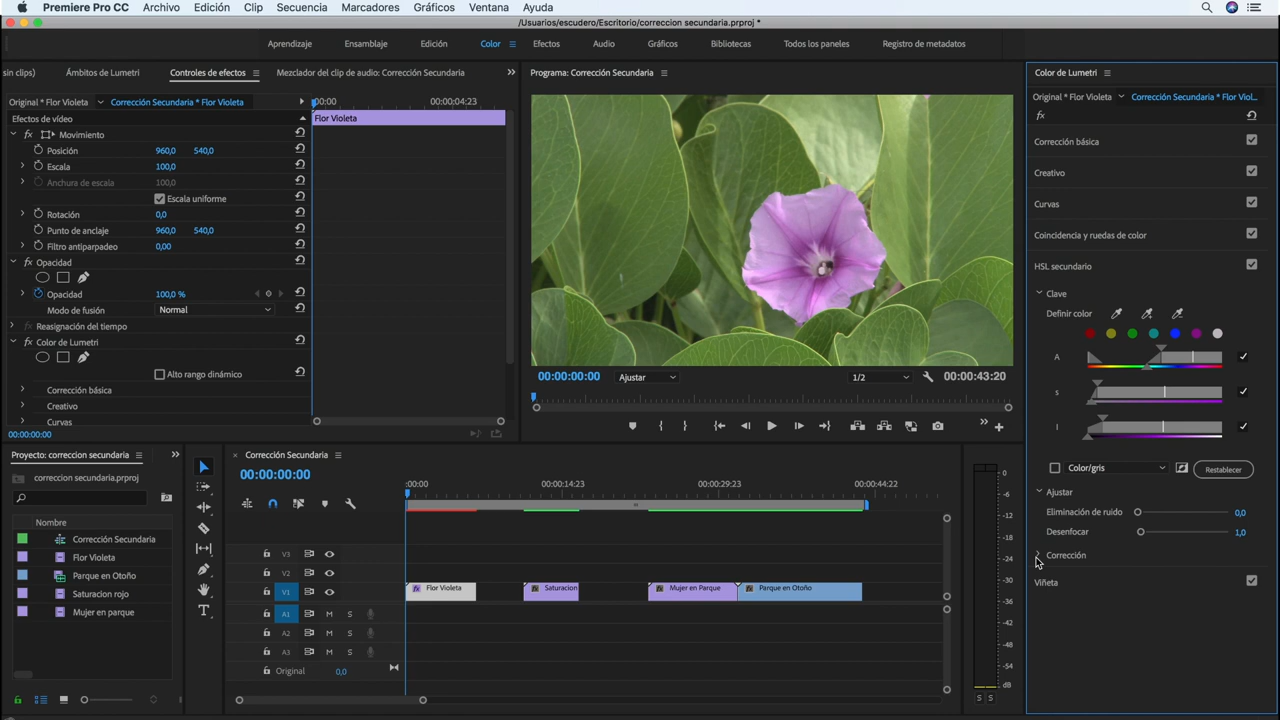 Premiere Pro CC Archivo Edición Clip Secuencia Marcadores Gráficos Ventana Ayuda
/Usuarios/escudero/Escritorio/correccion secundaria.prproj *
Aprendizaje Ensamblaje Edición Color Efectos Audio Gráficos Bibliotecas Todos los paneles Registro de metadatos
sin clips) Ámbitos de Lumetri Controles de efectos Mezclador del clip de audio: Corrección Secundaria
Original * Flor Violeta Corrección Secundaria * Flor Violeta
:00:00 00:00:04:23
Efectos de vídeo
Flor Violeta
fx Movimiento
Posición 960,0 540,0
Escala 100,0
Anchura de escala 100,0
Escala uniforme
Rotación 0,0
Punto de anclaje 960,0 540,0
Filtro antiparpadeo 0,00
fx Opacidad
Opacidad 100,0 %
Modo de fusión Normal
Reasignación del tiempo
fx Color de Lumetri
Alto rango dinámico
Corrección básica
Creativo
Curvas
00:00:00:00
Programa: Corrección Secundaria
00:00:00:00 Ajustar 1/2 00:00:43:20
Color de Lumetri
Original * Flor Violeta Corrección Secundaria * Flor Viol...
fx
Corrección básica
Creativo
Curvas
Coincidencia y ruedas de color
HSL secundario
Clave
Definir color
A
S
l
Color/gris Restablecer
Ajustar
Eliminación de ruido 0,0
Desenfocar 1,0
Corrección
Viñeta
Proyecto: correccion secundaria
correccion secundaria.prproj
Nombre
Corrección Secundaria
Flor Violeta
Parque en Otoño
Saturacion rojo
Mujer en parque
Corrección Secundaria
00:00:00:00
:00:00 00:00:14:23 00:00:29:23 00:00:44:22
V3
V2
V1
Flor Violeta Saturacion Mujer en Parque Parque en Otoño
A1 M S
A2 M S
A3 M S
Original 0,0
0
-6
-12
-18
-24
-30
-36
-42
-48
-54
dB
S S